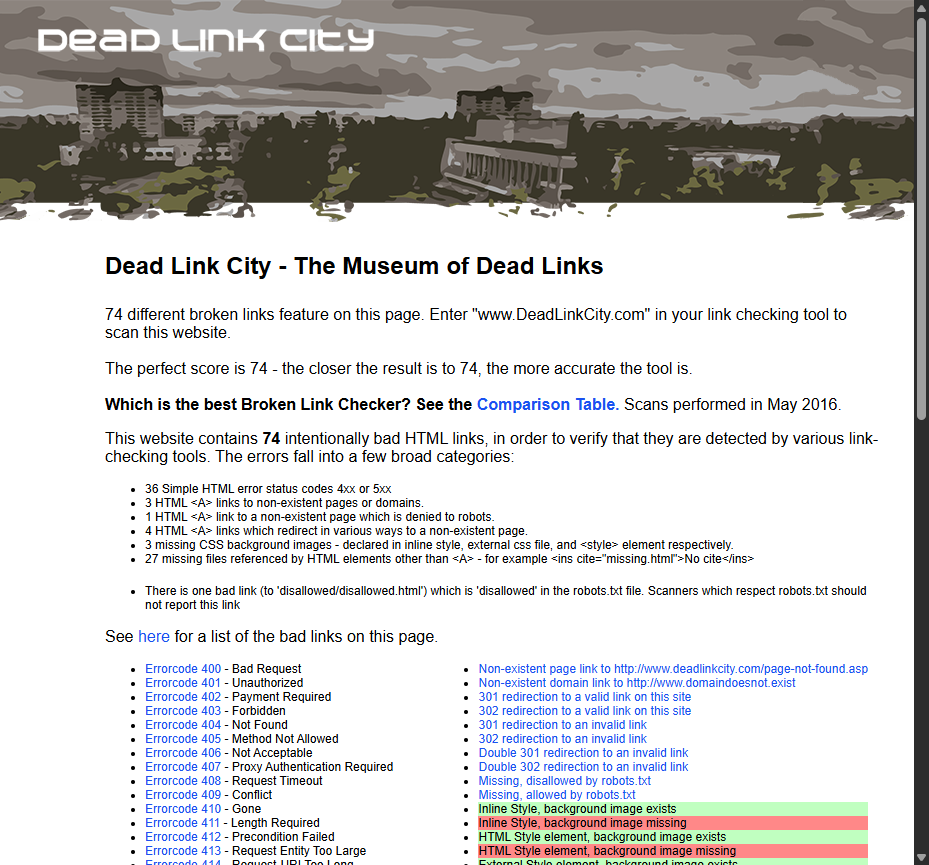 DEAD LINK CITY
Dead Link City - The Museum of Dead Links
74 different broken links feature on this page. Enter "www.DeadLinkCity.com" in your link checking tool to
scan this website.
The perfect score is 74 - the closer the result is to 74, the more accurate the tool is.
Which is the best Broken Link Checker? See the Comparison Table. Scans performed in May 2016.
This website contains 74 intentionally bad HTML links, in order to verify that they are detected by various link-
checking tools. The errors fall into a few broad categories:
36 Simple HTML error status codes 4xx or 5xx
3 HTML <A> links to non-existent pages or domains.
1 HTML <A> link to a non-existent page which is denied to robots.
4 HTML <A> links which redirect in various ways to a non-existent page.
3 missing CSS background images - declared in inline style, external css file, and <style> element respectively.
27 missing files referenced by HTML elements other than <A> - for example <ins cite="missing.html">No cite</ins>
There is one bad link (to 'disallowed/disallowed.html') which is 'disallowed' in the robots.txt file. Scanners which respect robots.txt should
not report this link
See here for a list of the bad links on this page.
Errorcode 400 - Bad Request
Errorcode 401 - Unauthorized
Errorcode 402 - Payment Required
Errorcode 403 - Forbidden
Errorcode 404 - Not Found
Errorcode 405 - Method Not Allowed
Errorcode 406 - Not Acceptable
Errorcode 407 - Proxy Authentication Required
Errorcode 408 - Request Timeout
Errorcode 409 - Conflict
Errorcode 410 - Gone
Errorcode 411 - Length Required
Errorcode 412 - Precondition Failed
Errorcode 413 - Request Entity Too Large
Errorcode 414 - Request URI Too Long
Non-existent page link to http://www.deadlinkcity.com/page-not-found.asp
Non-existent domain link to http://www.domaindoesnot.exist
301 redirection to a valid link on this site
302 redirection to a valid link on this site
301 redirection to an invalid link
302 redirection to an invalid link
Double 301 redirection to an invalid link
Double 302 redirection to an invalid link
Missing, disallowed by robots.txt
Missing, allowed by robots.txt
Inline Style, background image exists
Inline Style, background image missing
HTML Style element, background image exists
HTML Style element, background image missing
External Style element, background image exists